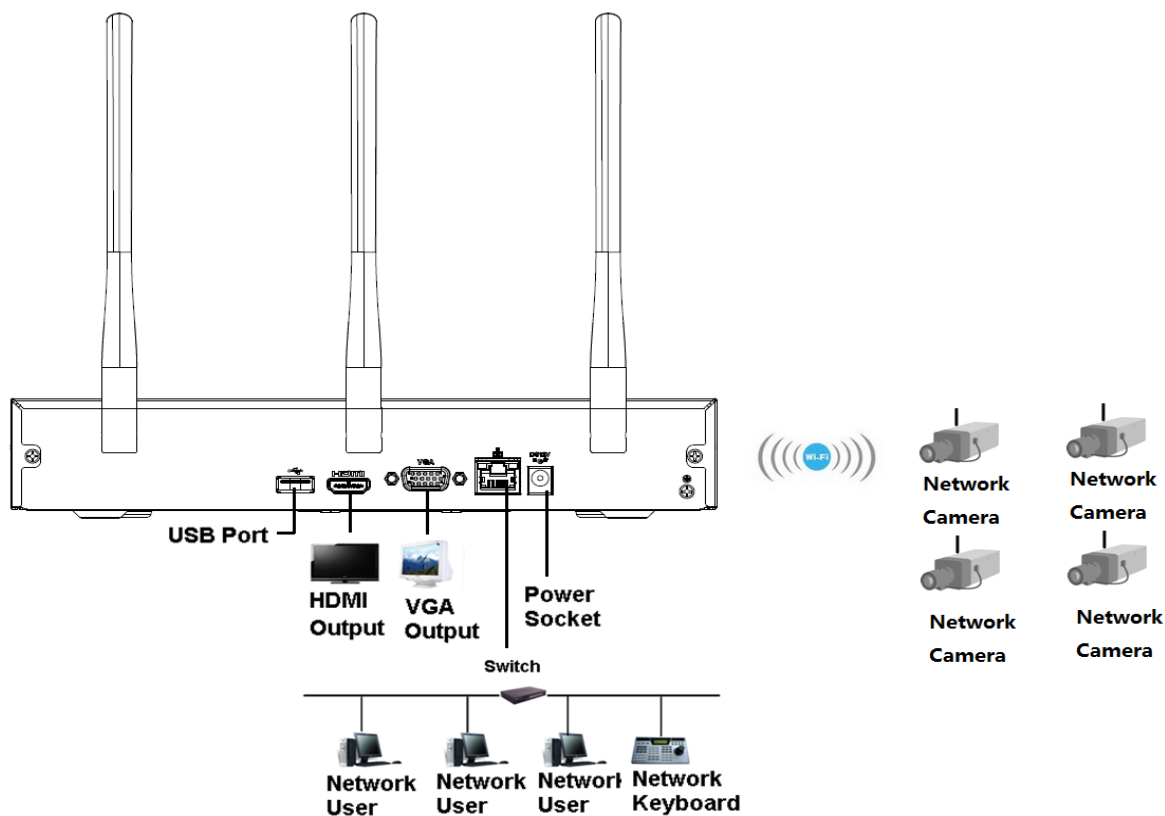 HDMI
VGA
DC12V
Wi-Fi
USB Port
HDMI
Output
VGA
Output
Power
Socket
Switch
Network
User
Network
User
Network
User
Network
Keyboard
Network
Camera
Network
Camera
Network
Camera
Network
Camera